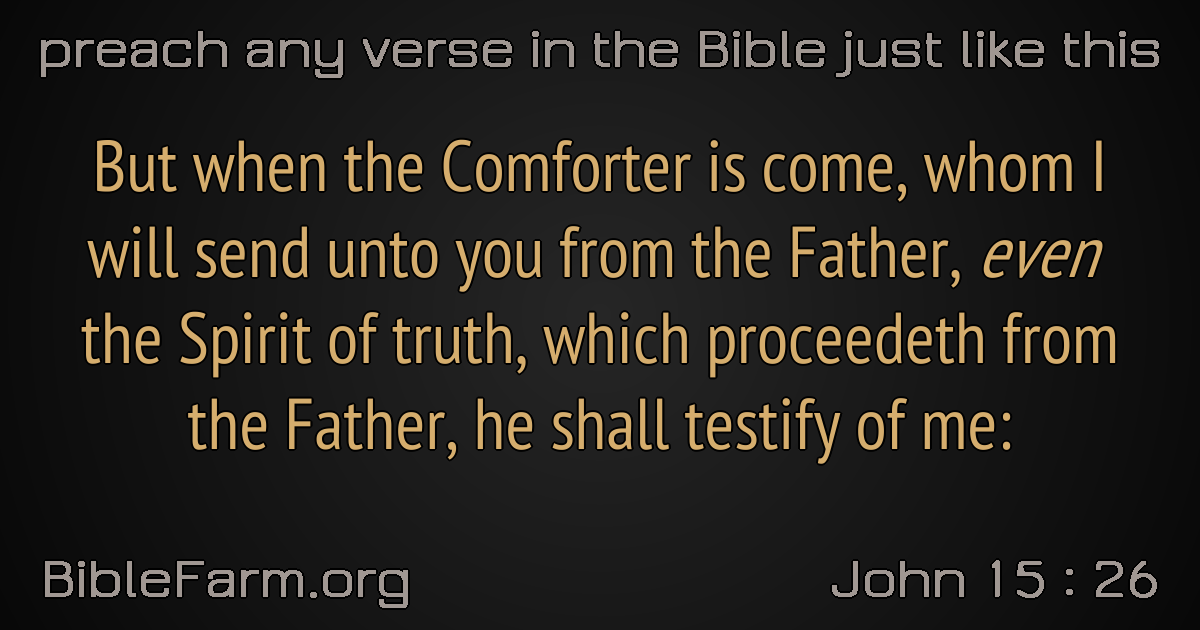 preach any verse in the Bible just like this
But when the Comforter is come, whom I
will send unto you from the Father, even
the Spirit of truth, which proceedeth from
the Father, he shall testify of me:
BibleFarm.org
John 15 : 26